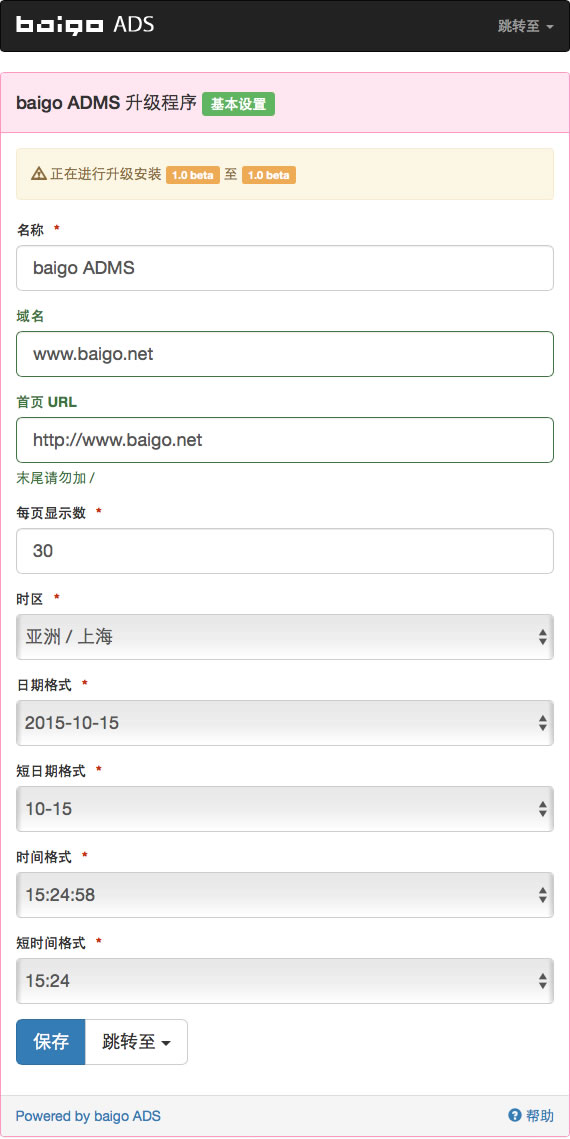 baigo ADS
跳转至
baigo ADMS 升级程序 基本设置
正在进行升级安装 1.0 beta 至 1.0 beta
名称 *
baigo ADMS
域名
www.baigo.net
首页 URL
http://www.baigo.net
末尾请勿加 /
每页显示数 *
30
时区 *
亚洲 / 上海
日期格式 *
2015-10-15
短日期格式 *
10-15
时间格式 *
15:24:58
短时间格式 *
15:24
保存 跳转至
Powered by baigo ADS
帮助